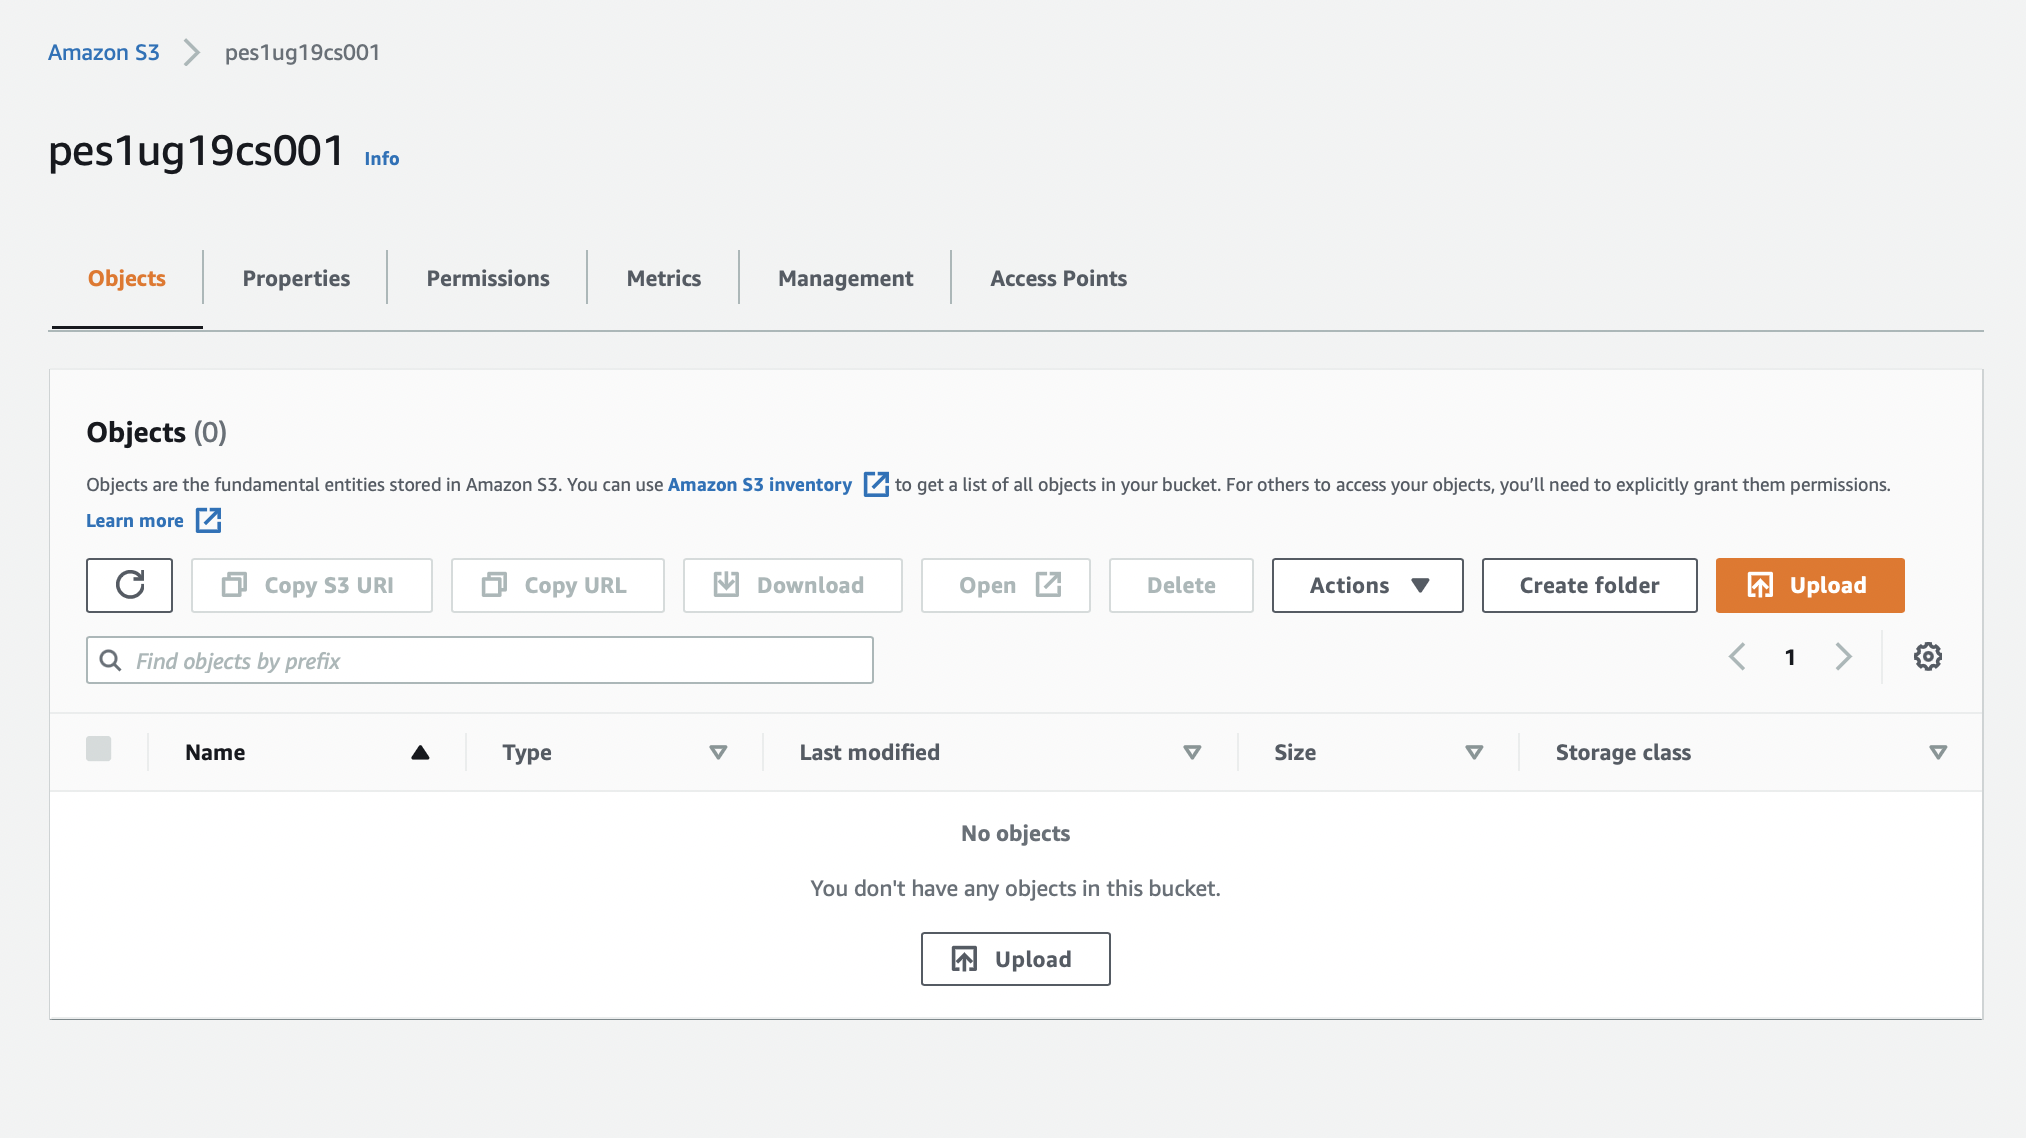 Amazon S3 pes1ug19cs001
pes1ug19cs001 Info
Objects Properties Permissions Metrics Management Access Points
Objects (0)
Objects are the fundamental entities stored in Amazon S3. You can use Amazon S3 inventory to get a list of all objects in your bucket. For others to access your objects, you’ll need to explicitly grant them permissions.
Learn more
Copy S3 URI Copy URL Download Open Delete Actions Create folder Upload
Find objects by prefix 1
Name Type Last modified Size Storage class
No objects
You don't have any objects in this bucket.
Upload